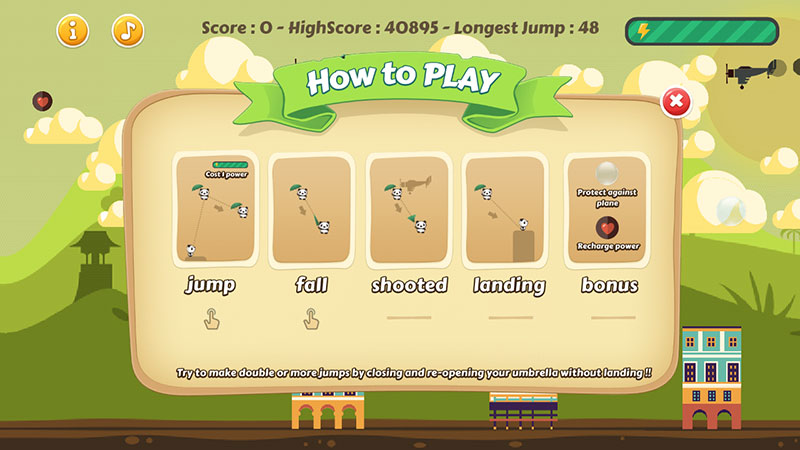 Score : 0 - HighScore : 40895 - Longest Jump : 48
i
How to PLAY
Cost 1 power
Protect against
plane
Recharge power
jump
fall
shooted
landing
bonus
Try to make double or more jumps by closing and re-opening your umbrella without landing !!